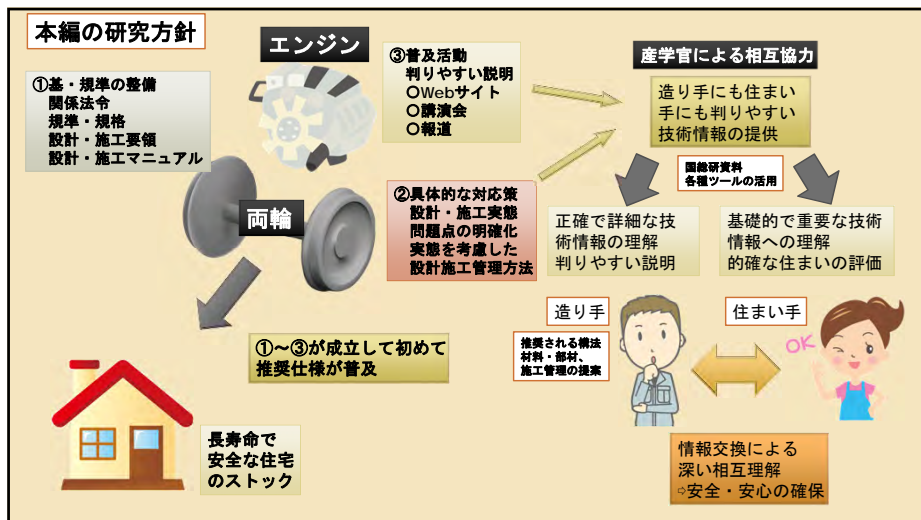 本編の研究方針
エンジン
①基・規準の整備
関係法令
規準・規格
設計・施工要領
設計・施工マニュアル
③普及活動
判りやすい説明
〇Webサイト
〇講演会
〇報道
両輪
②具体的な対応策
設計・施工実態
問題点の明確化
実態を考慮した
設計施工管理方法
①～③が成立して初めて
推奨仕様が普及
長寿命で
安全な住宅
のストック
産学官による相互協力
造り手にも住まい
手にも判りやすい
技術情報の提供
国総研資料
各種ツールの活用
正確で詳細な技
術情報の理解
判りやすい説明
基礎的で重要な技術
情報への理解
的確な住まいの評価
造り手
住まい手
推奨される構法
材料・部材、
施工管理の提案
OK
情報交換による
深い相互理解
⇨安全・安心の確保